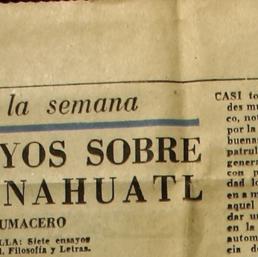 la semana
YOS SOBRE
NAHUATL
UMACERO
LLA: Siete ensayos
. Filosofía y Letras.
CASI to
des mu
co, not
por la
buena
patrul
genera
con p
dad lo
en a m
aquel
dar u
en la
autom
cia d